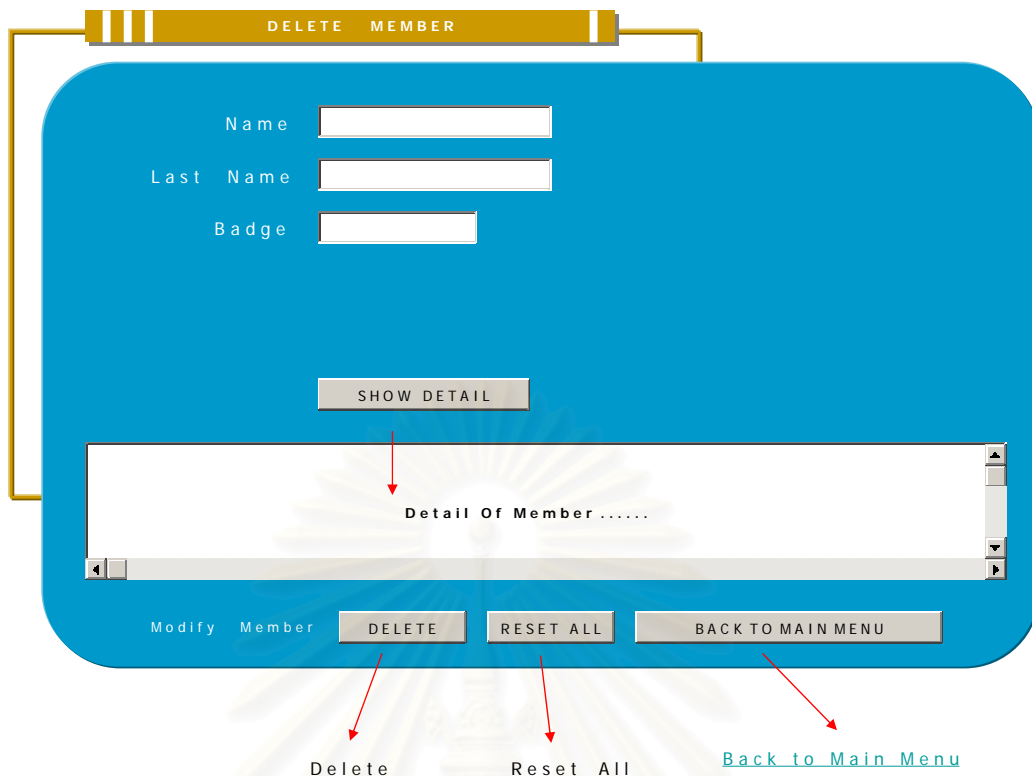 DELETE MEMBER
Name
Last Name
Badge
SHOW DETAIL
Detail Of Member......
Modify Member DELETE RESET ALL BACK TO MAIN MENU
Delete Reset All Back to Main Menu